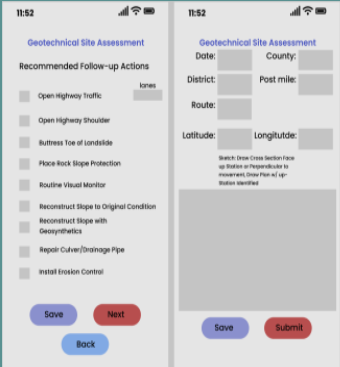 11:52
Geotechnical Site Assessment
Recommended Follow-up Actions
lanes
Open Highway Traffic
Open Highway Shoulder
Buttress Toe of Landslide
Place Rock Slope Protection
Routine Visual Monitor
Reconstruct Slope to Original Condition
Reconstruct Slope with
Geosynthetics
Repair Culver/Drainage Pipe
Install Erosion Control
Save
Next
Back
11:52
Geotechnical Site Assessment
Date:
County:
District:
Post mile:
Route:
Latitude:
Longitutde:
Sketch: Draw Cross Section Face
up Station or Perpendicular to
movement, Draw Plan w/ up-
Station Identified
Save
Submit